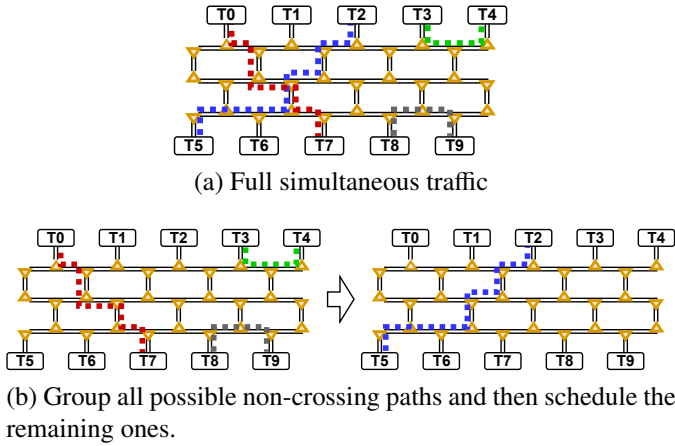 T0 T1 T2 T3 T4
T5 T6 T7 T8 T9
(a) Full simultaneous traffic
T0 T1 T2 T3 T4 T0 T1 T2 T3 T4
T5 T6 T7 T8 T9 T5 T6 T7 T8 T9
(b) Group all possible non-crossing paths and then schedule the
remaining ones.